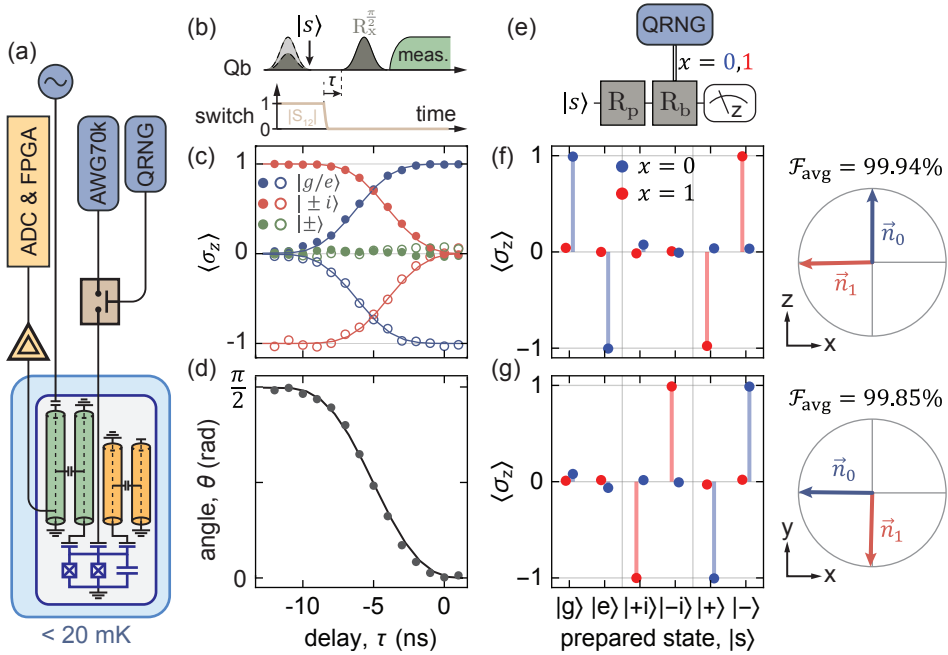 (a)
ADC & FPGA
AWG70k
QRNG
< 20 mK
(b)
|s⟩
R_x^{π/2}
meas.
Qb
τ
switch
1
0
|S₁₂|
time
(c)
1
0
-1
⟨σ_z⟩
|g/e⟩
|±i⟩
|±⟩
(d)
π/2
0
angle, θ (rad)
-10 -5 0
delay, τ (ns)
(e)
QRNG
x = 0,1
|s⟩
R_p
R_b
Z
(f)
1
0
−1
⟨σ_z⟩
x = 0
x = 1
ℱ_avg = 99.94%
n⃗₀
n⃗₁
z
x
(g)
1
0
−1
⟨σ_z⟩
|g⟩ |e⟩ |+i⟩ |−i⟩ |+⟩ |−⟩
prepared state, |s⟩
ℱ_avg = 99.85%
n⃗₀
n⃗₁
y
x